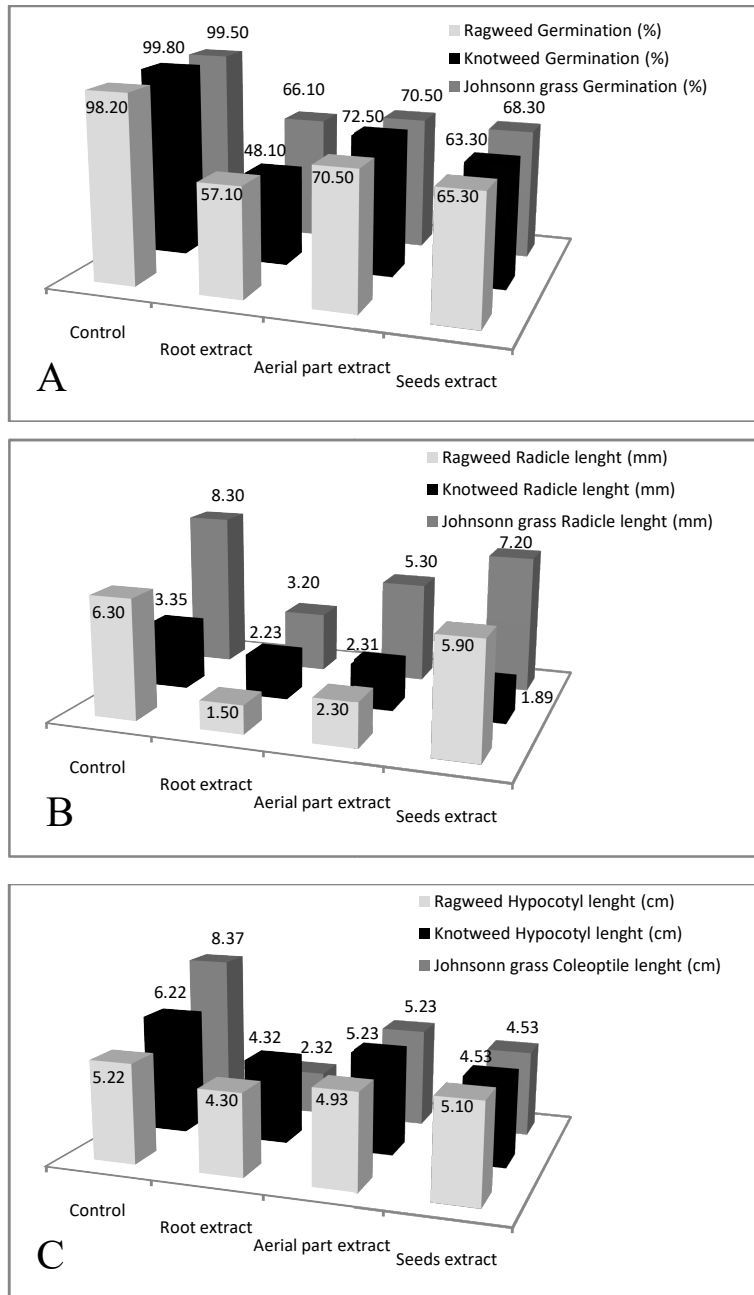 Ragweed Germination (%)
Knotweed Germination (%)
Johnsonn grass Germination (%)
98.20
99.80
99.50
57.10
48.10
66.10
70.50
72.50
70.50
65.30
63.30
68.30
Control
Root extract
Aerial part extract
Seeds extract
A
Ragweed Radicle lenght (mm)
Knotweed Radicle lenght (mm)
Johnsonn grass Radicle lenght (mm)
6.30
3.35
8.30
1.50
2.23
3.20
2.30
2.31
5.30
5.90
1.89
7.20
Control
Root extract
Aerial part extract
Seeds extract
B
Ragweed Hypocotyl lenght (cm)
Knotweed Hypocotyl lenght (cm)
Johnsonn grass Coleoptile lenght (cm)
5.22
6.22
8.37
4.30
4.32
2.32
4.93
5.23
5.23
5.10
4.53
4.53
Control
Root extract
Aerial part extract
Seeds extract
C